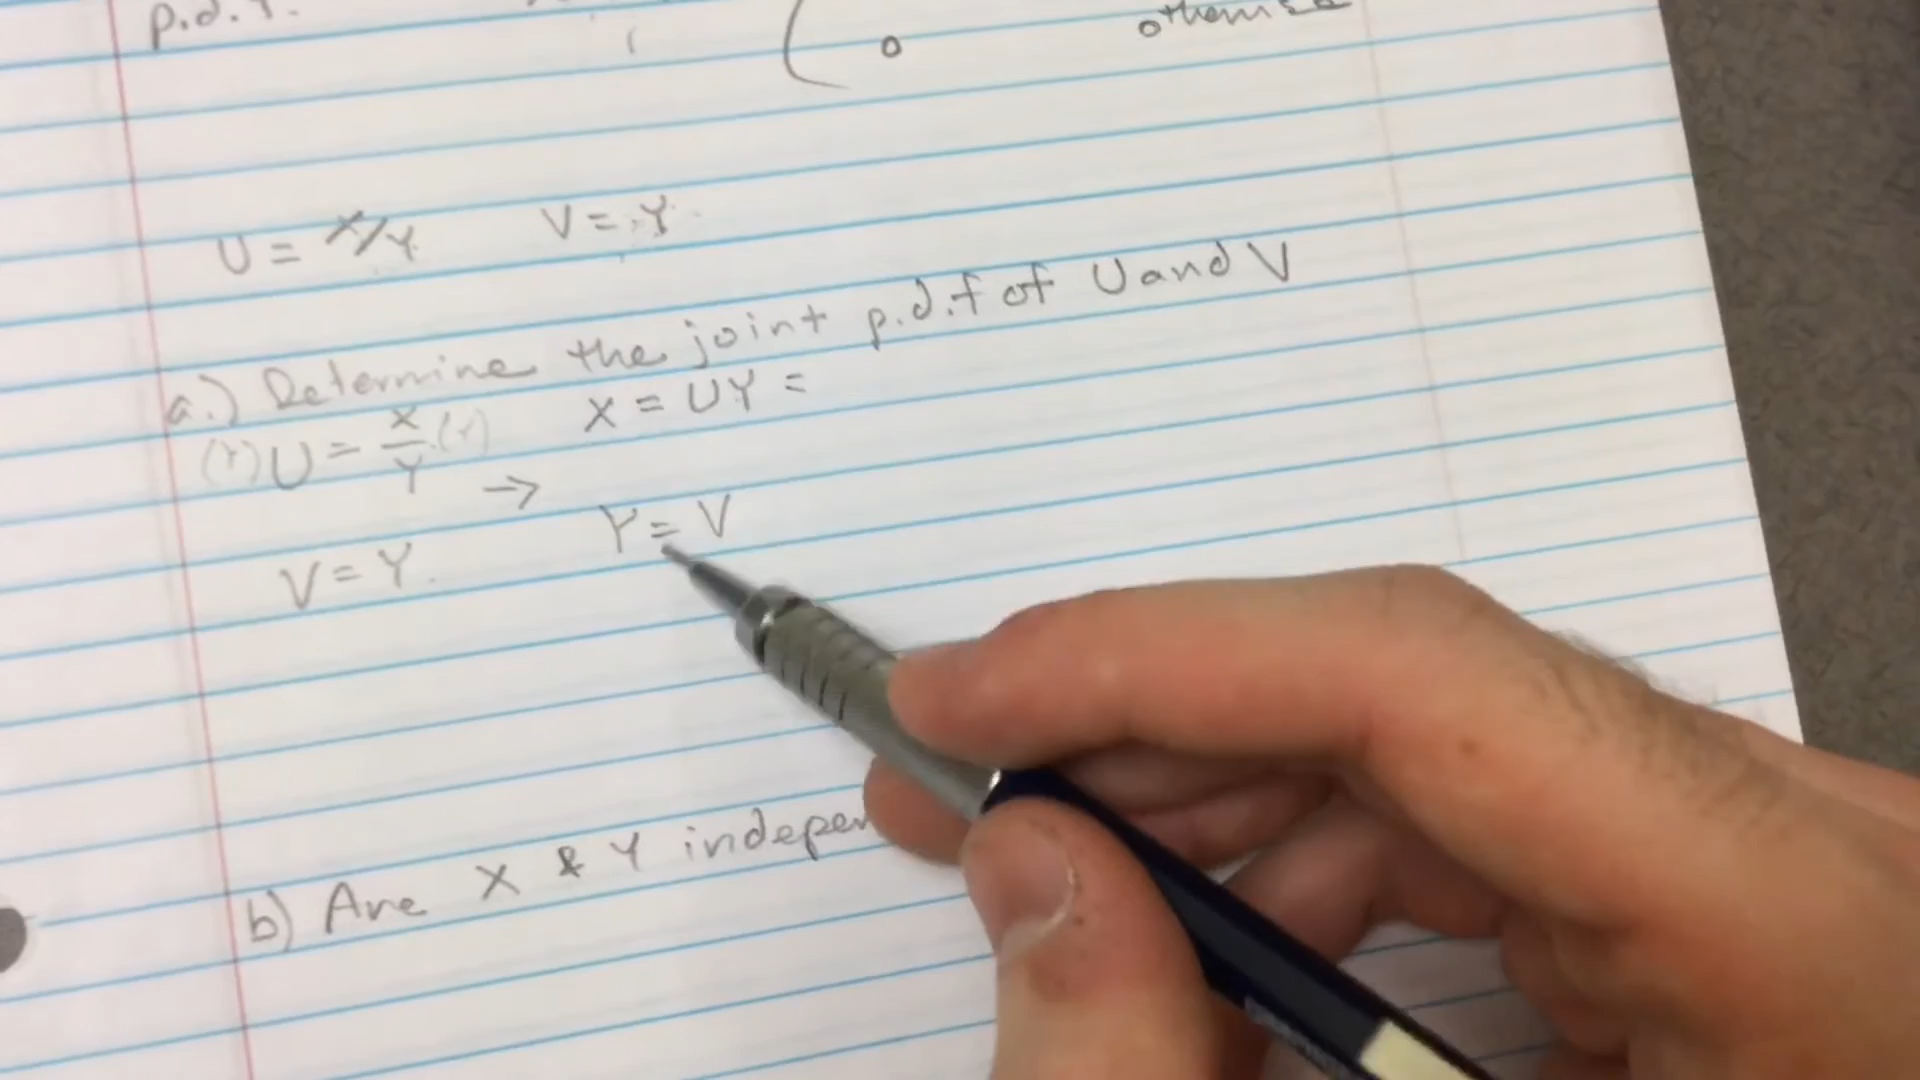 p.d.f.
0 otherwise
U = X/Y V = Y
a.) Determine the joint p.d.f of U and V
(Y) U = X/Y (Y) X = UY =
→
V = Y Y = V
b) Are X & Y indepen